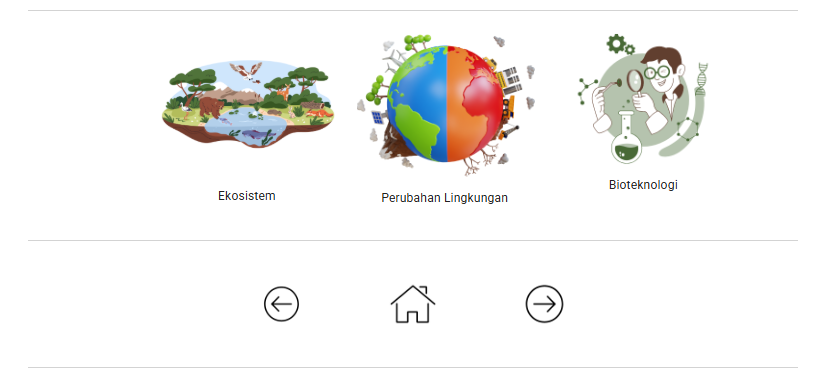 Ekosistem
Perubahan Lingkungan
Bioteknologi